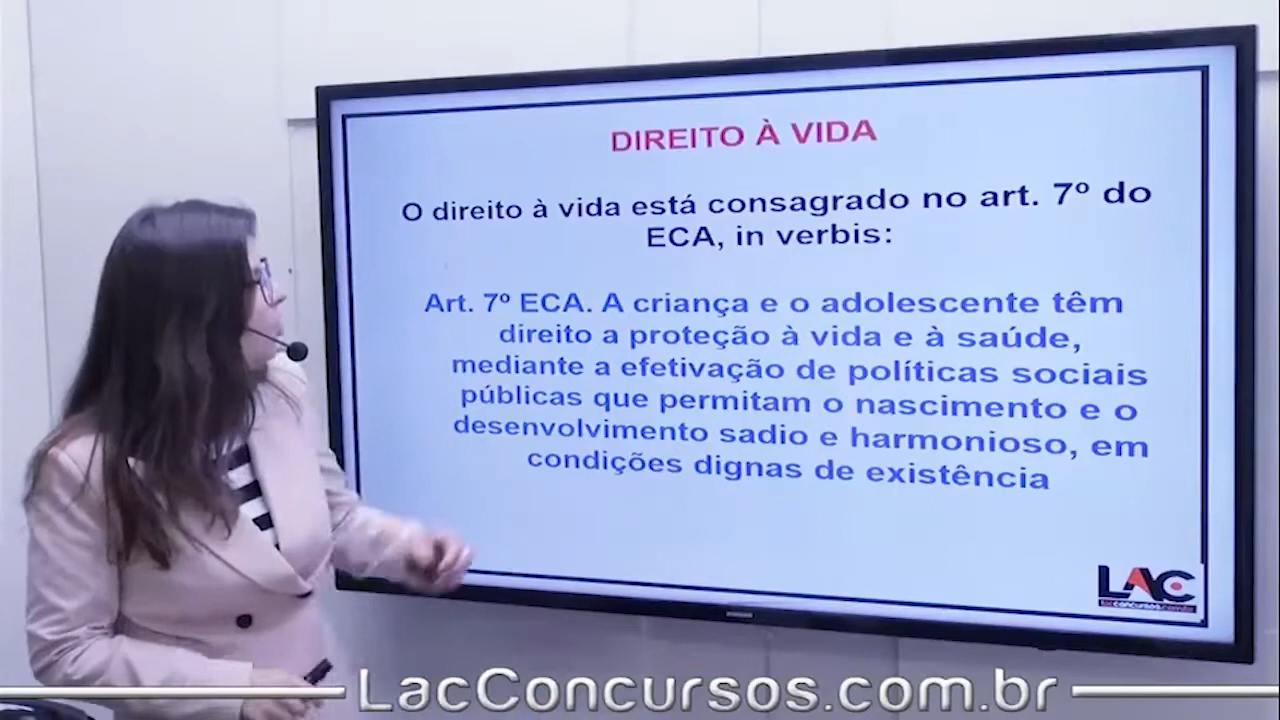 DIREITO À VIDA
O direito à vida está consagrado no art. 7º do
ECA, in verbis:
Art. 7º ECA. A criança e o adolescente têm
direito a proteção à vida e à saúde,
mediante a efetivação de políticas sociais
públicas que permitam o nascimento e o
desenvolvimento sadio e harmonioso, em
condições dignas de existência
LAC
LacConcursos.com.br